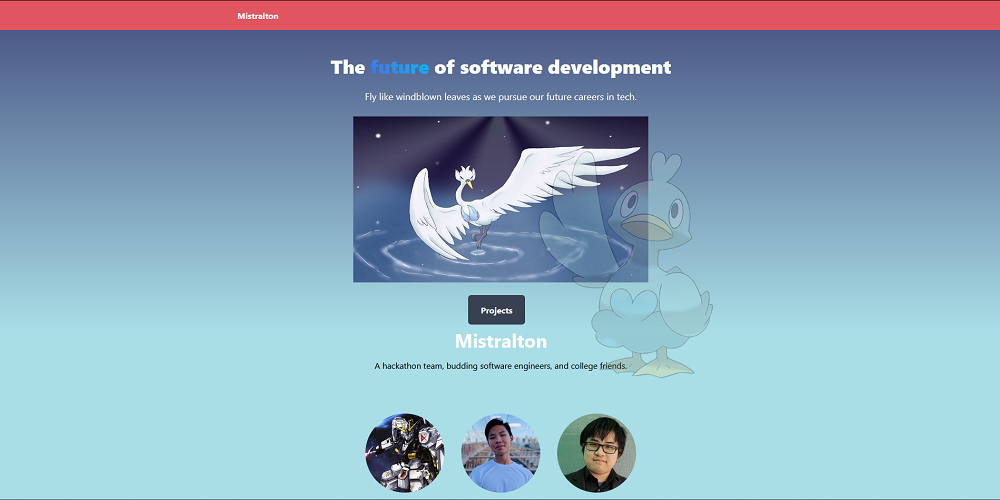 Mistralton
The future of software development
Fly like windblown leaves as we pursue our future careers in tech.
Projects
Mistralton
A hackathon team, budding software engineers, and college friends.